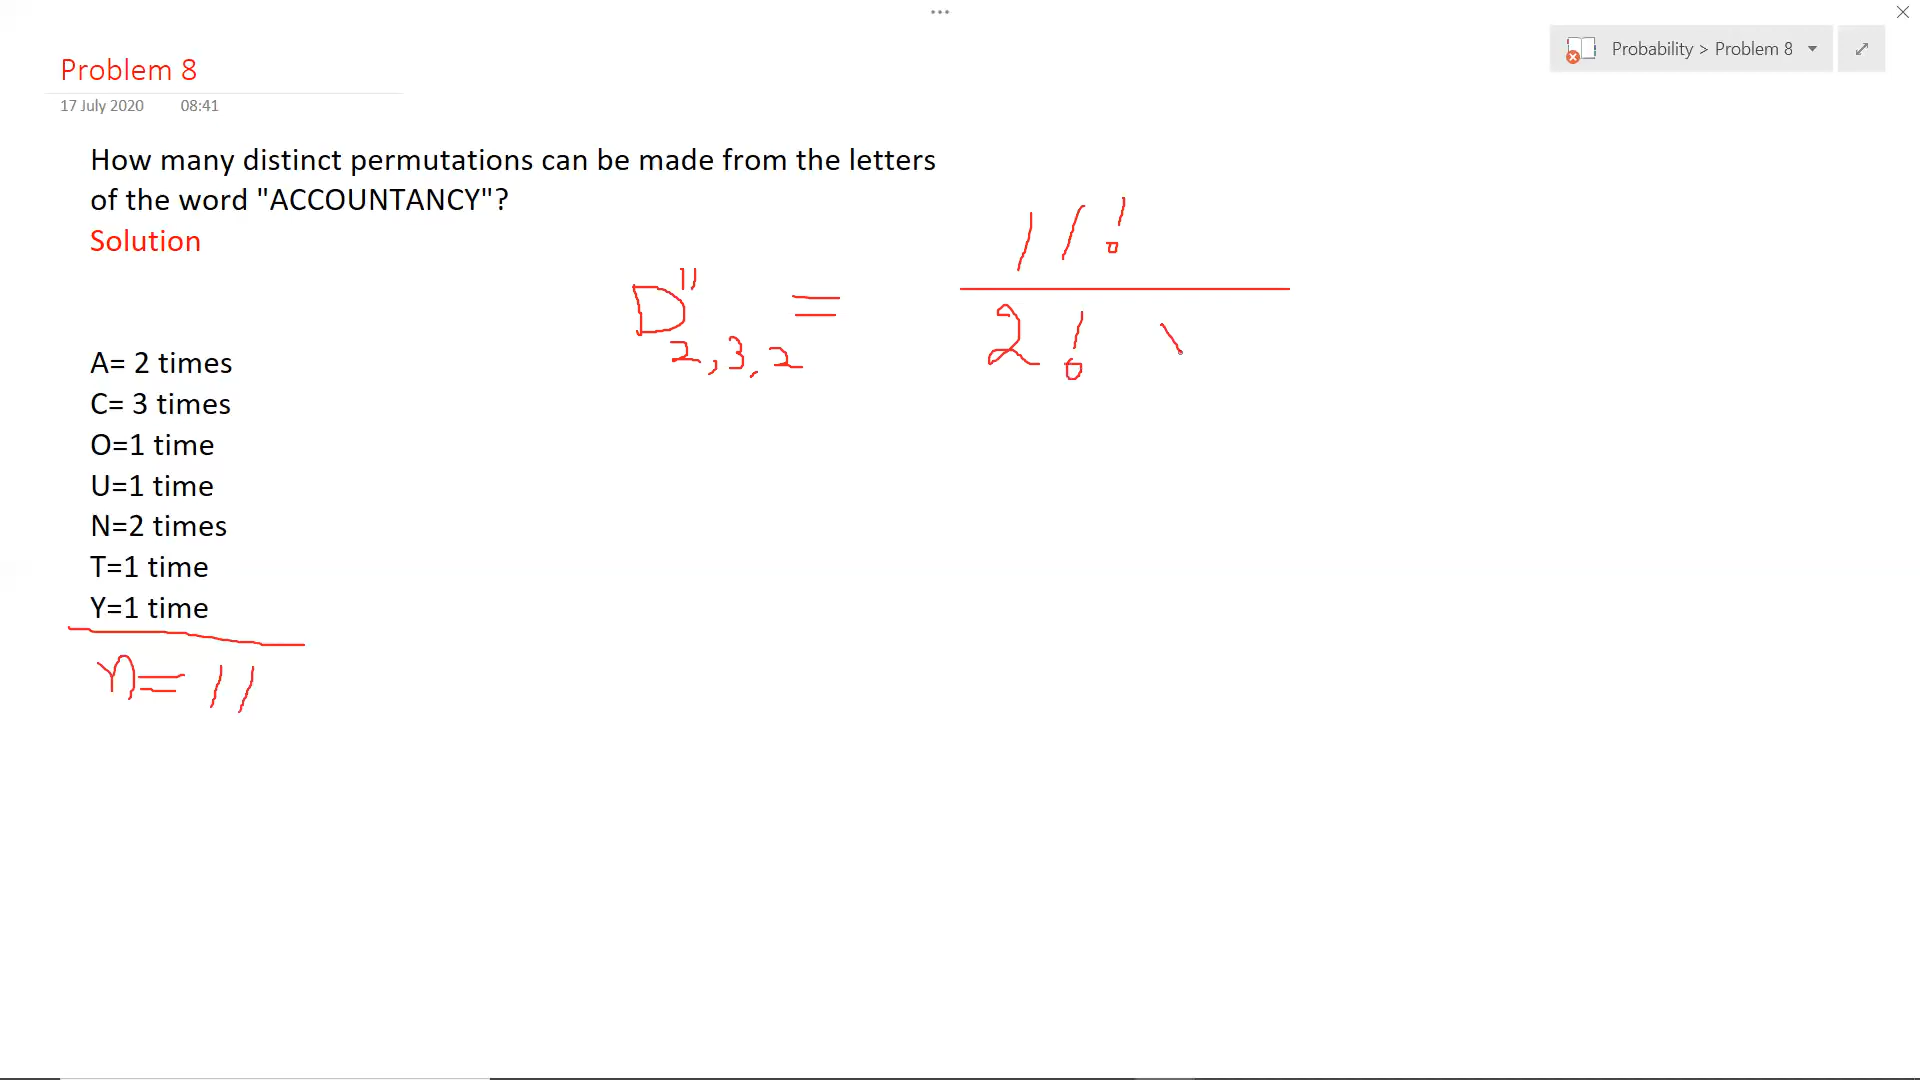 Probability > Problem 8
Problem 8
17 July 2020 08:41
How many distinct permutations can be made from the letters
of the word "ACCOUNTANCY"?
Solution
D 11 2, 3, 2 = 11! / 2! \
A= 2 times
C= 3 times
O=1 time
U=1 time
N=2 times
T=1 time
Y=1 time
n= 11